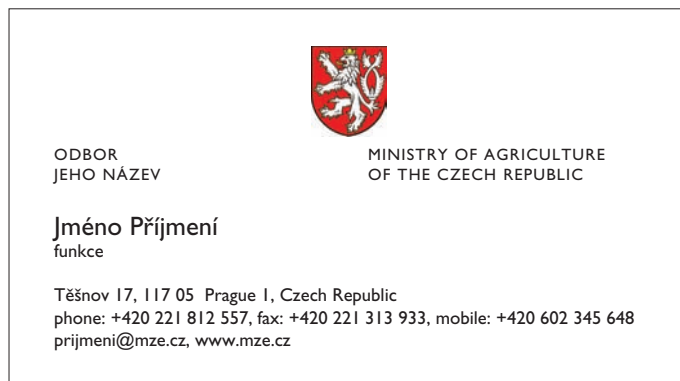 ODBOR
JEHO NÁZEV
MINISTRY OF AGRICULTURE
OF THE CZECH REPUBLIC
Jméno Příjmení
funkce
Těšnov 17, 117 05 Prague 1, Czech Republic
phone: +420 221 812 557, fax: +420 221 313 933, mobile: +420 602 345 648
prijmeni@mze.cz, www.mze.cz